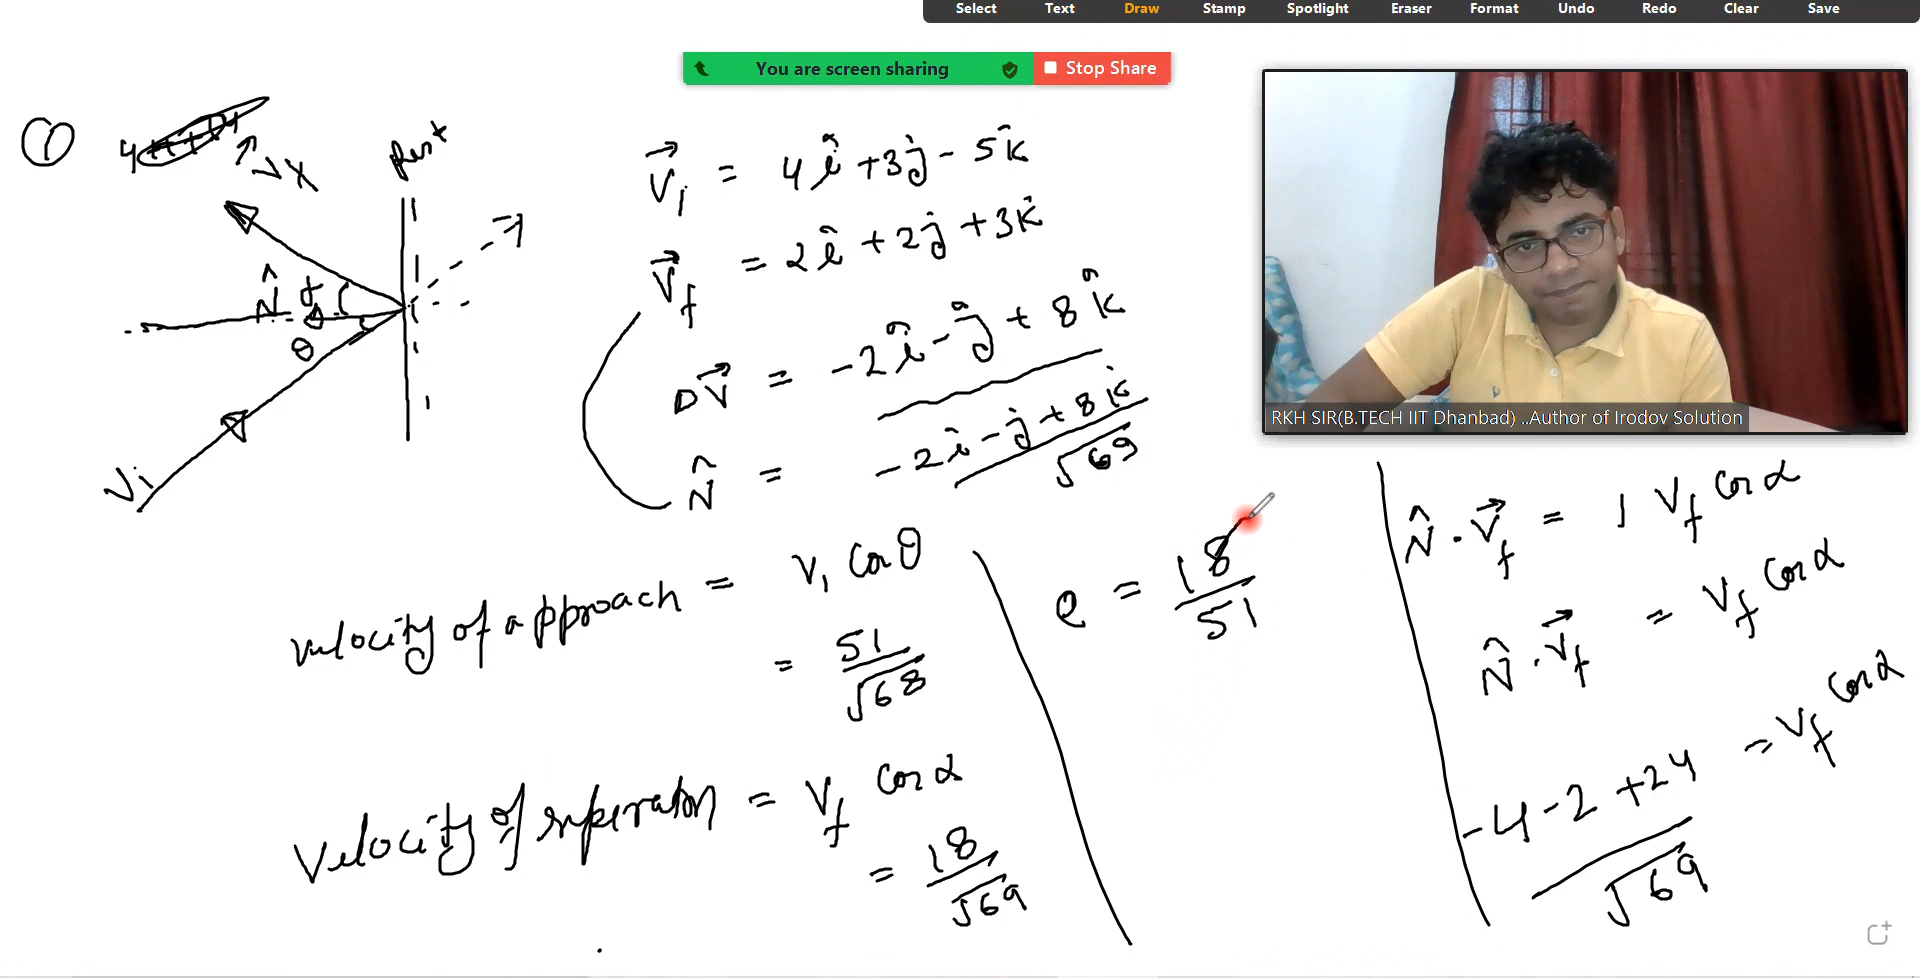 Select Text Draw Stamp Spotlight Eraser Format Undo Redo Clear Save
You are screen sharing
Stop Share
RKH SIR(B.TECH IIT Dhanbad) ..Author of Irodov Solution
①
Rest
N̂
α
θ
Vi
V⃗i = 4î + 3ĵ - 5k̂
V⃗f = 2î + 2ĵ + 3k̂
ΔV⃗ = -2î - ĵ + 8k̂
N̂ = (-2î - ĵ + 8k̂)/√69
velocity of approach = Vi cos θ
= 51/√68
Velocity of seperation = Vf cos α
= 18/√69
e = 18/51
N̂ . V⃗f = 1 Vf cos α
N̂ . V⃗f = Vf cos α
(-4 - 2 + 24)/√69 = Vf cos α